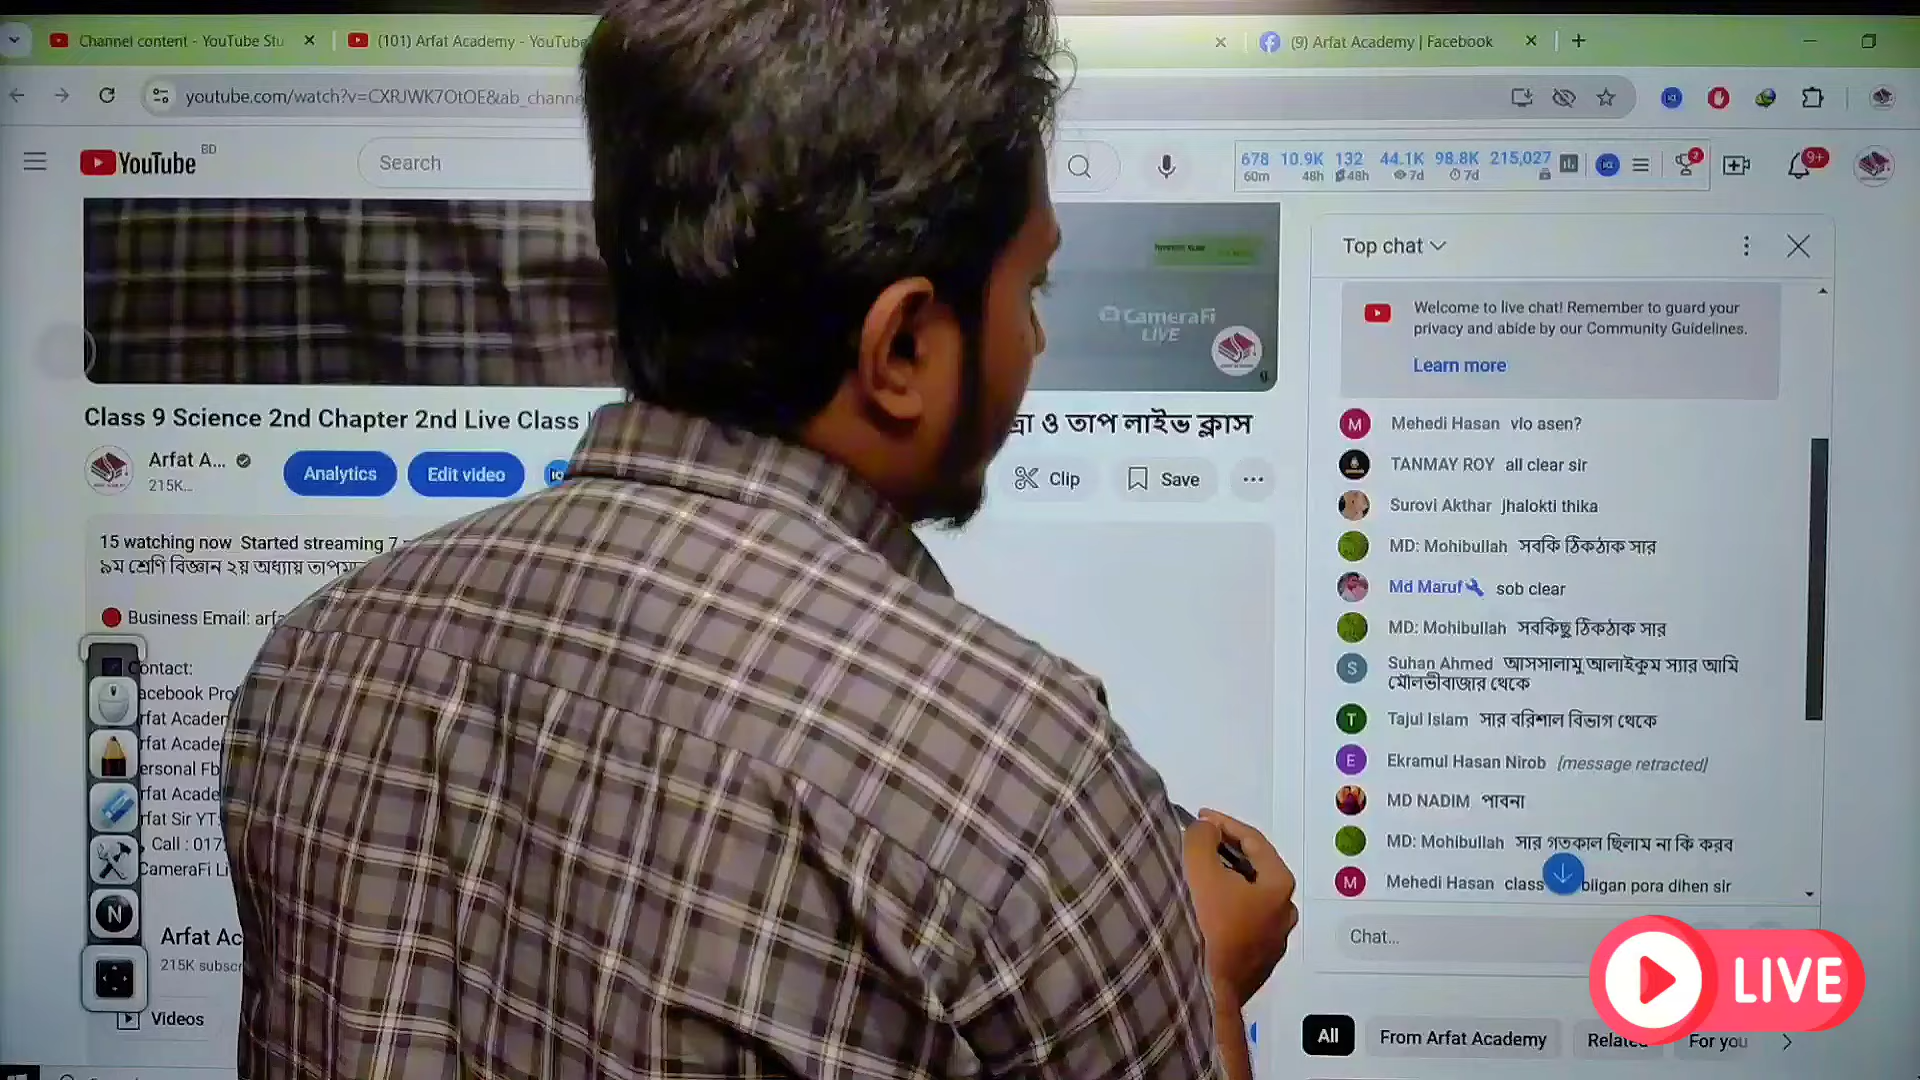 Channel content - YouTube Stu
(101) Arfat Academy - YouTube
(9) Arfat Academy | Facebook
youtube.com/watch?v=CXRJWK7OtOE&ab_channe
YouTube BD
Search
678 10.9K 132 44.1K 98.8K 215,027
60m 48h 48h 7d 7d
2
9+
CameraFi
LIVE
Class 9 Science 2nd Chapter 2nd Live Class
ত্রা ও তাপ লাইভ ক্লাস
Arfat A...
215K...
Analytics
Edit video
Clip
Save
15 watching now Started streaming 7
৯ম শ্রেণি বিজ্ঞান ২য় অধ্যায় তাপম
Business Email: arfa
Contact:
acebook Pro
rfat Academ
rfat Acade
ersonal Fb
rfat Acade
rfat Sir YT:
Call : 017
CameraFi Li
N
Arfat Ac
215K subscr
Videos
Top chat
Welcome to live chat! Remember to guard your
privacy and abide by our Community Guidelines.
Learn more
M Mehedi Hasan vlo asen?
TANMAY ROY all clear sir
Surovi Akthar jhalokti thika
MD: Mohibullah সবকি ঠিকঠাক সার
Md Maruf sob clear
MD: Mohibullah সবকিছু ঠিকঠাক সার
S Suhan Ahmed আসসালামু আলাইকুম স্যার আমি
মৌলভীবাজার থেকে
T Tajul Islam সার বরিশাল বিভাগ থেকে
E Ekramul Hasan Nirob [message retracted]
MD NADIM পাবনা
MD: Mohibullah সার গতকাল ছিলাম না কি করব
M Mehedi Hasan class biigan pora dihen sir
Chat...
LIVE
All
From Arfat Academy
Related
For you